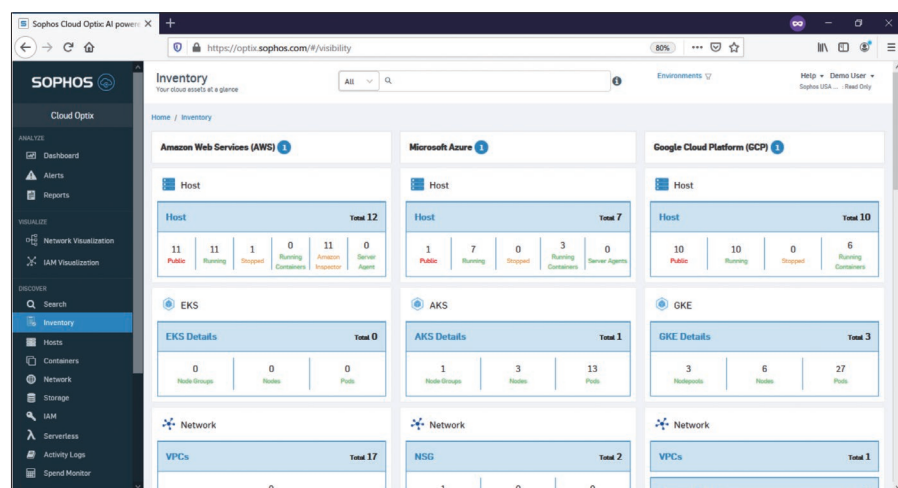 Sophos Cloud Optix: AI power
https://optix.sophos.com/#/visibility
80%
SOPHOS
Cloud Optix
ANALYZE
Dashboard
Alerts
Reports
VISUALIZE
Network Visualization
IAM Visualization
DISCOVER
Search
Inventory
Hosts
Containers
Network
Storage
IAM
Serverless
Activity Logs
Spend Monitor
Inventory
Your cloud assets at a glance
All
Environments
Help
Demo User
Sophos USA ... : Read Only
Home / Inventory
Amazon Web Services (AWS) 1
Host
Host Total 12
11 11 1 0 11 0
Public Running Stopped Running Containers Amazon Inspector Server Agent
EKS
EKS Details Total 0
0 0 0
Node Groups Nodes Pods
Network
VPCs Total 17
0
Microsoft Azure 1
Host
Host Total 7
1 7 0 3 0
Public Running Stopped Running Containers Server Agents
AKS
AKS Details Total 1
1 3 13
Node Groups Nodes Pods
Network
NSG Total 2
1 0 0
Google Cloud Platform (GCP) 1
Host
Host Total 10
10 10 0 6
Public Running Stopped Running Containers
GKE
GKE Details Total 3
3 6 27
Nodepools Nodes Pods
Network
VPCs Total 1